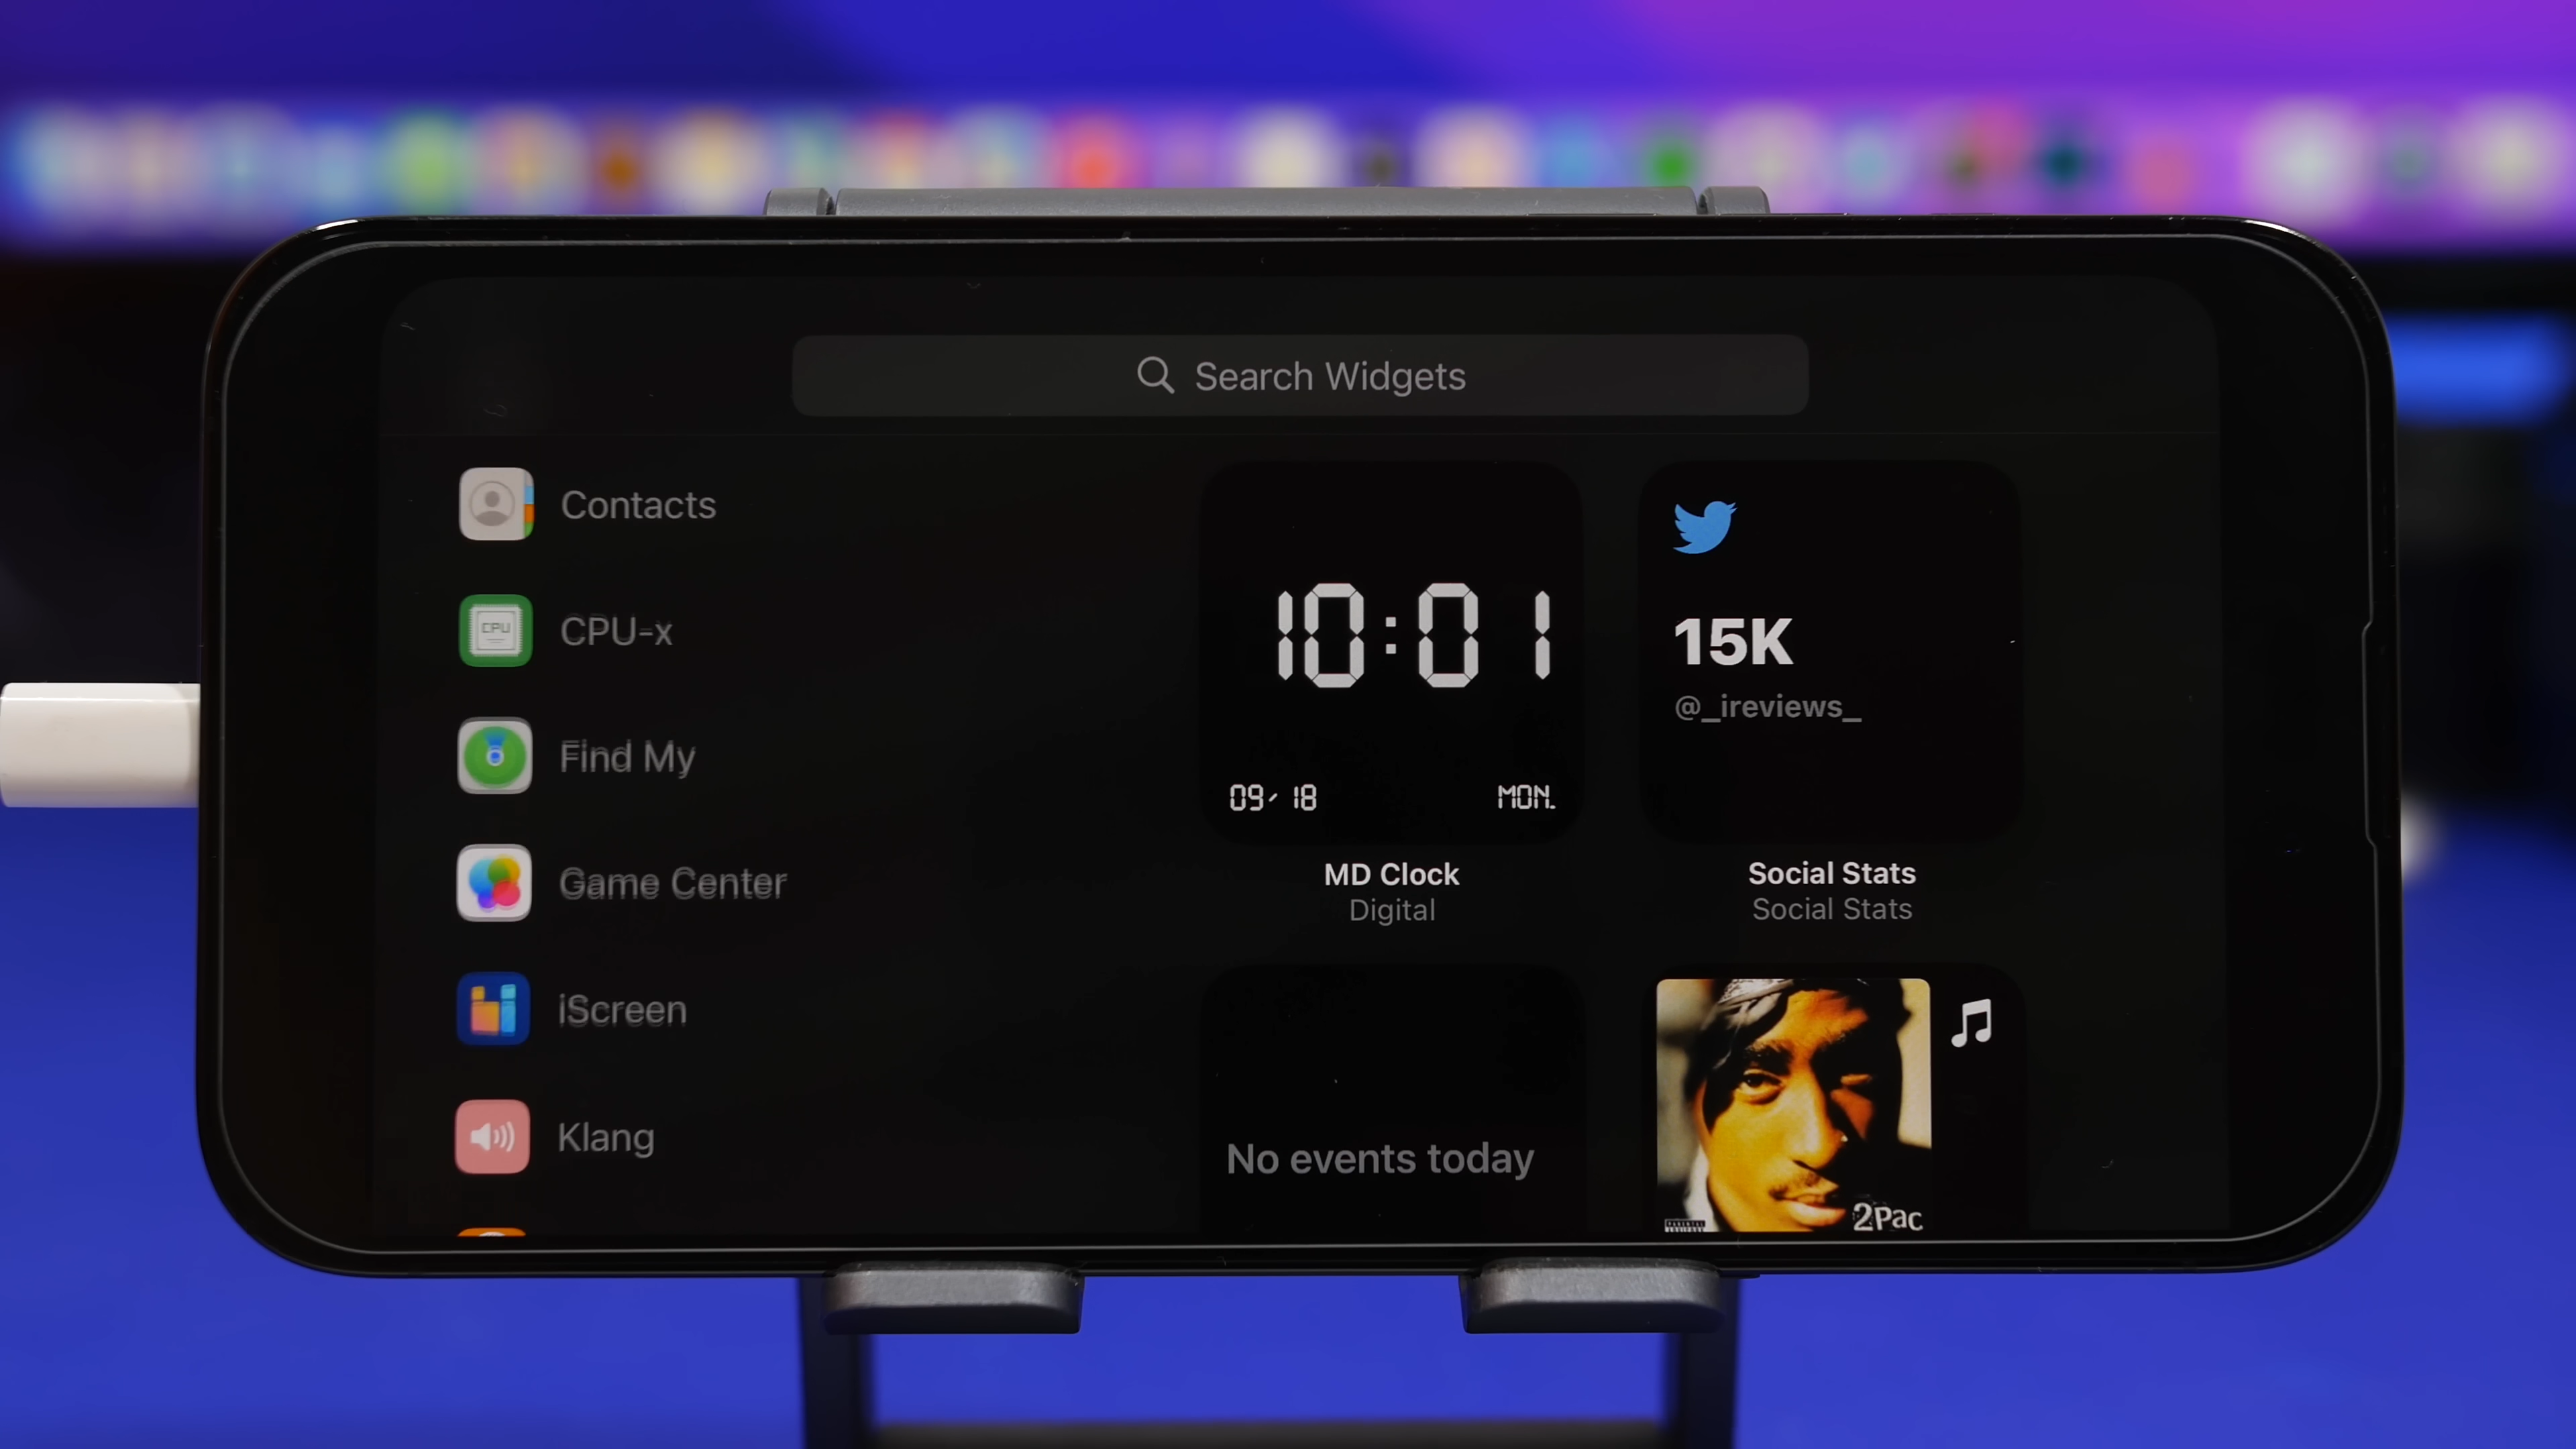 Search Widgets
Contacts
CPU
CPU-x
Find My
Game Center
iScreen
Klang
10:01
09/ 18 MON.
MD Clock
Digital
15K
@_ireviews_
Social Stats
Social Stats
No events today
2Pac